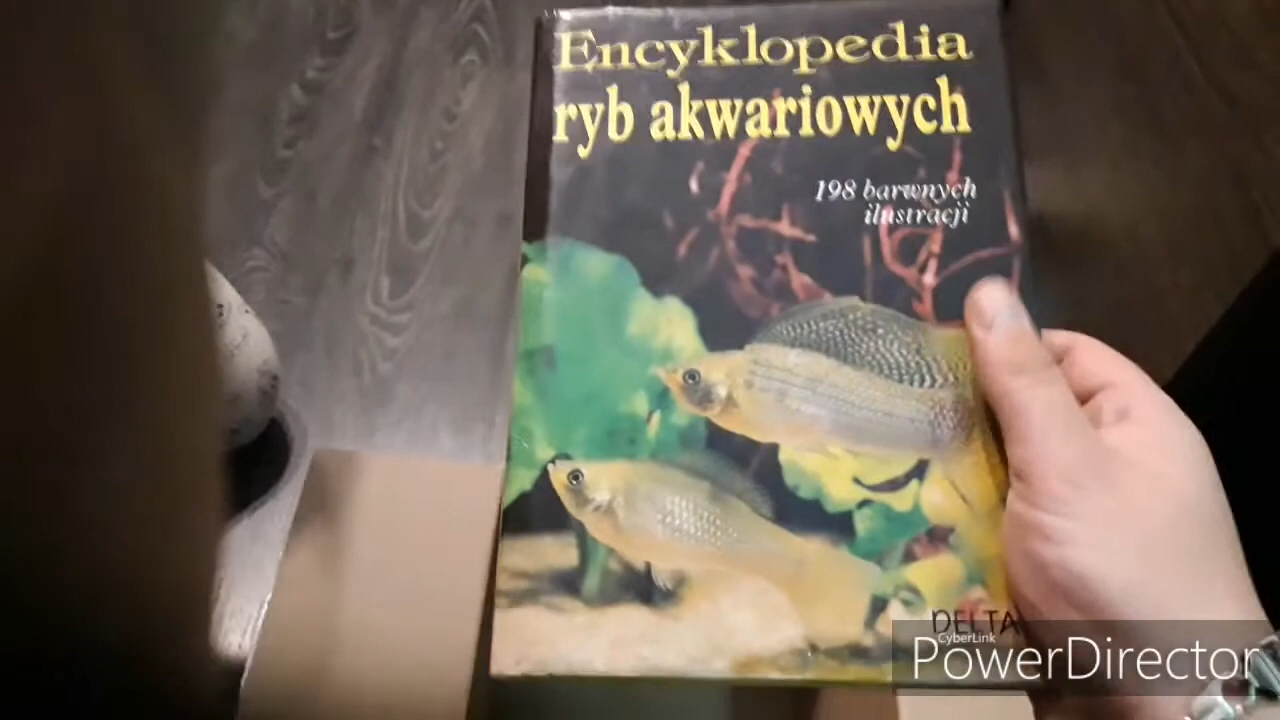 Encyklopedia
ryb akwariowych
198 barwnych
ilustracji
DELTA
CyberLink
PowerDirector